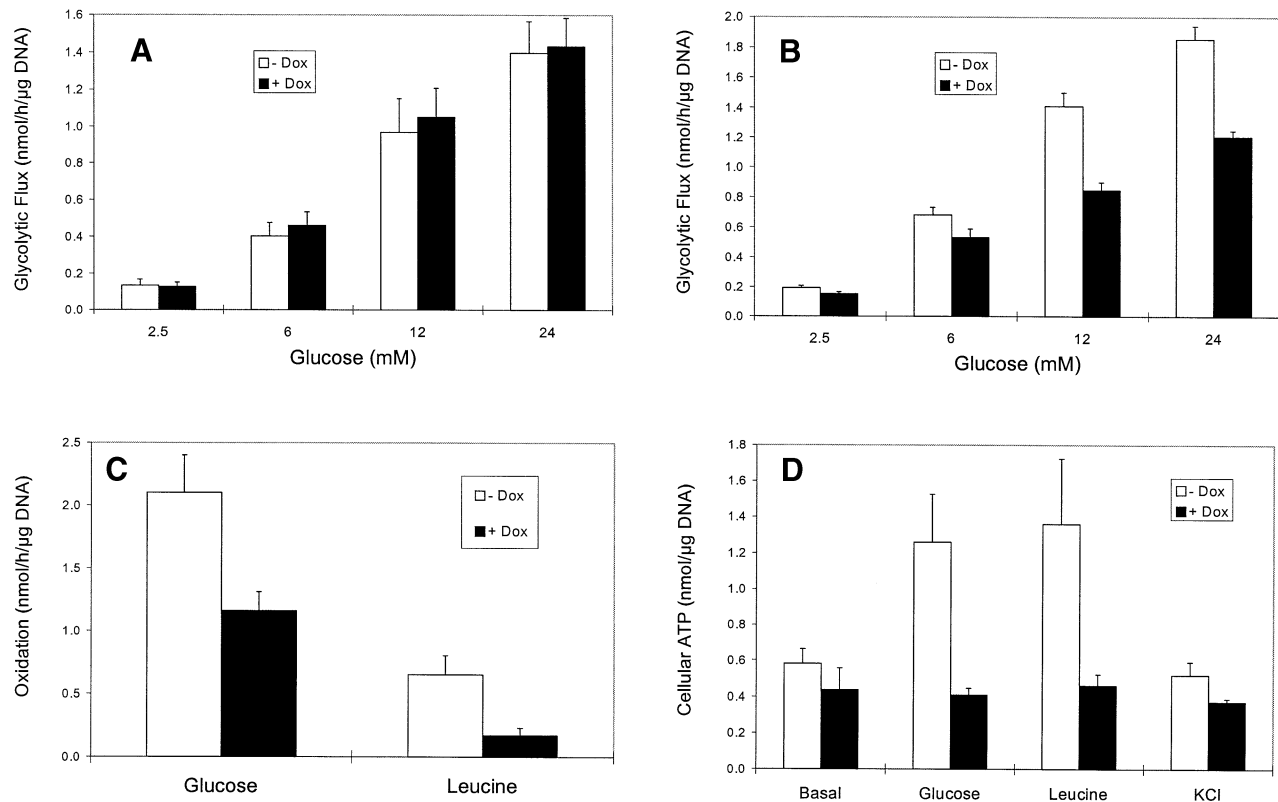 A
Glycolytic Flux (nmol/h/µg DNA)
1.6
1.4
1.2
1.0
0.8
0.6
0.4
0.2
0.0
- Dox
+ Dox
2.5 6 12 24
Glucose (mM)
B
Glycolytic Flux (nmol/h/µg DNA)
2.0
1.8
1.6
1.4
1.2
1.0
0.8
0.6
0.4
0.2
0.0
- Dox
+ Dox
2.5 6 12 24
Glucose (mM)
C
Oxidation (nmol/h/µg DNA)
2.5
2.0
1.5
1.0
0.5
0.0
- Dox
+ Dox
Glucose Leucine
D
Cellular ATP (nmol/µg DNA)
1.8
1.6
1.4
1.2
1.0
0.8
0.6
0.4
0.2
0.0
- Dox
+ Dox
Basal Glucose Leucine KCl